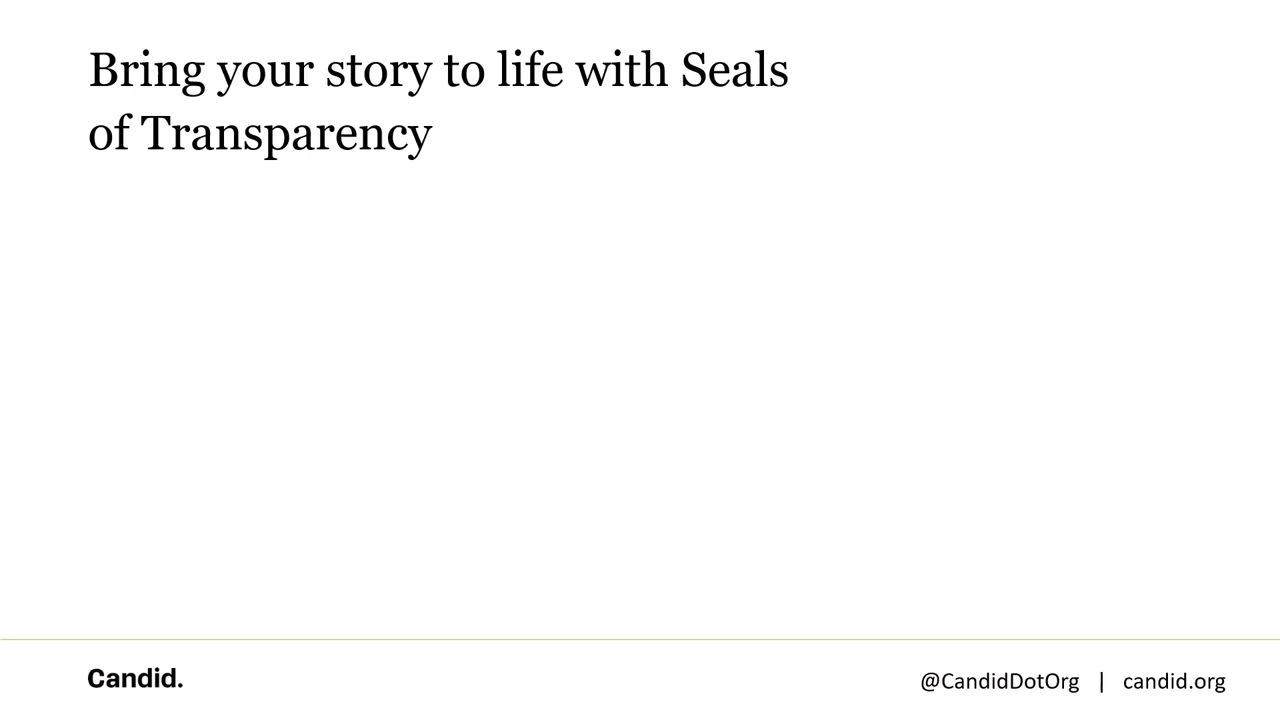 Bring your story to life with Seals
of Transparency
Candid.
@CandidDotOrg | candid.org